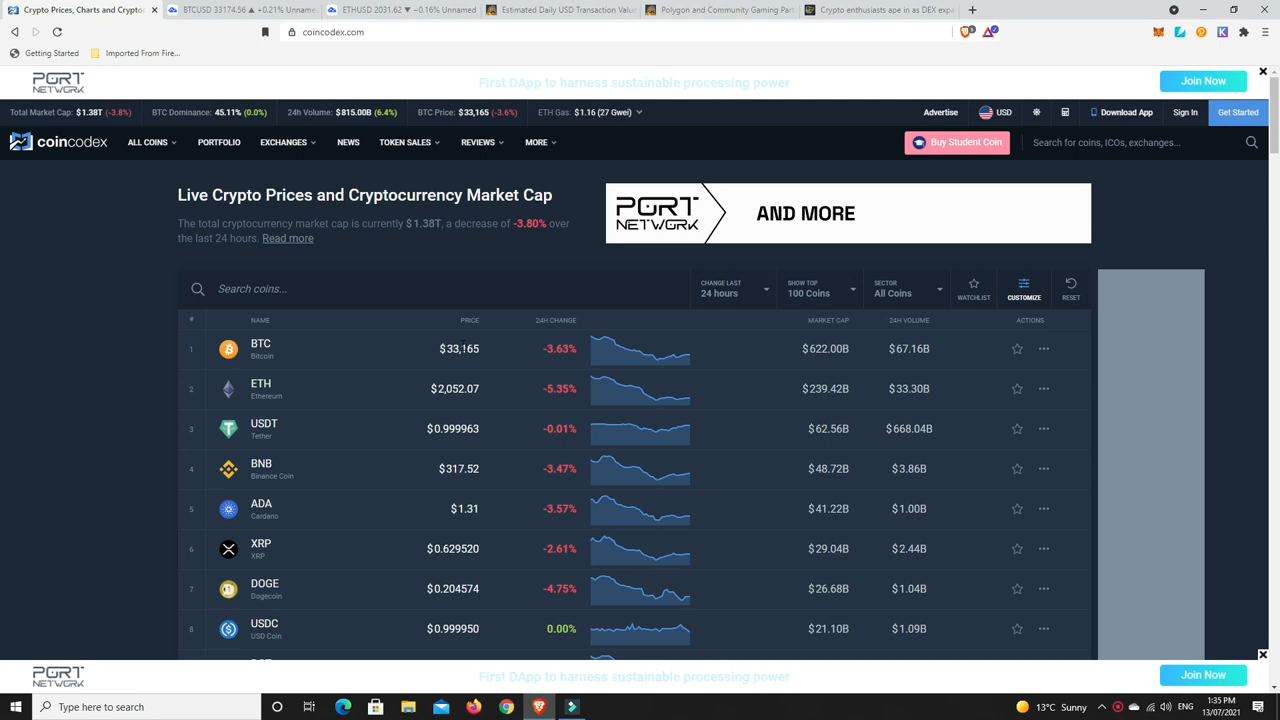 Crypto Prices, Charts and Cryptoc
BTCUSD 33174.56 ▲ +0.21% Unname
ETHUSD 2031.62 ▼ −0.16% Unnamed
Estimated Daily USD Transaction Valu
Polygon and Community Gaming Part
Crypto enthusiasts ape in as DEX expa
coincodex.com
Getting Started
Imported From Fire...
PORT NETWORK
First DApp to harness sustainable processing power
Join Now
Total Market Cap: $1.38T (-3.8%)
BTC Dominance: 45.11% (0.0%)
24h Volume: $815.00B (6.4%)
BTC Price: $33,165 (-3.6%)
ETH Gas: $1.16 (27 Gwei)
Advertise
USD
Download App
Sign In
Get Started
coincodex
ALL COINS
EXCH
NEWS
TOKEN SALES
REVIEWS
MORE
Buy Student Coin
Search for coins, ICOs, exchanges...
Live Crypto Prices and Cryptocurrency Market Cap
The total cryptocurrency market cap is currently $1.38T, a decrease of -3.80% over
the last 24 hours. Read more
PORT NETWORK
AND MORE
Search coins...
CHANGE LAST
24 hours
SHOW TOP
100 Coins
SECTOR
All Coins
WATCHLIST
CUSTOMIZE
RESET
# NAME PRICE 24H CHANGE MARKET CAP 24H VOLUME ACTIONS
1 BTC $33,165 -3.63% $622.00B $67.16B
Bitcoin
2 ETH $2,052.07 -5.35% $239.42B $33.30B
Ethereum
3 USDT $0.999963 -0.01% $62.56B $668.04B
Tether
4 BNB $317.52 -3.47% $48.72B $3.86B
Binance Coin
5 ADA $1.31 -3.57% $41.22B $1.00B
Cardano
6 XRP $0.629520 -2.61% $29.04B $2.44B
XRP
7 DOGE $0.204574 -4.75% $26.68B $1.04B
Dogecoin
8 USDC $0.999950 0.00% $21.10B $1.09B
USD Coin
PORT NETWORK
First DApp to harness sustainable processing power
Join Now
Type here to search
13°C Sunny
ENG
1:35 PM
13/07/2021